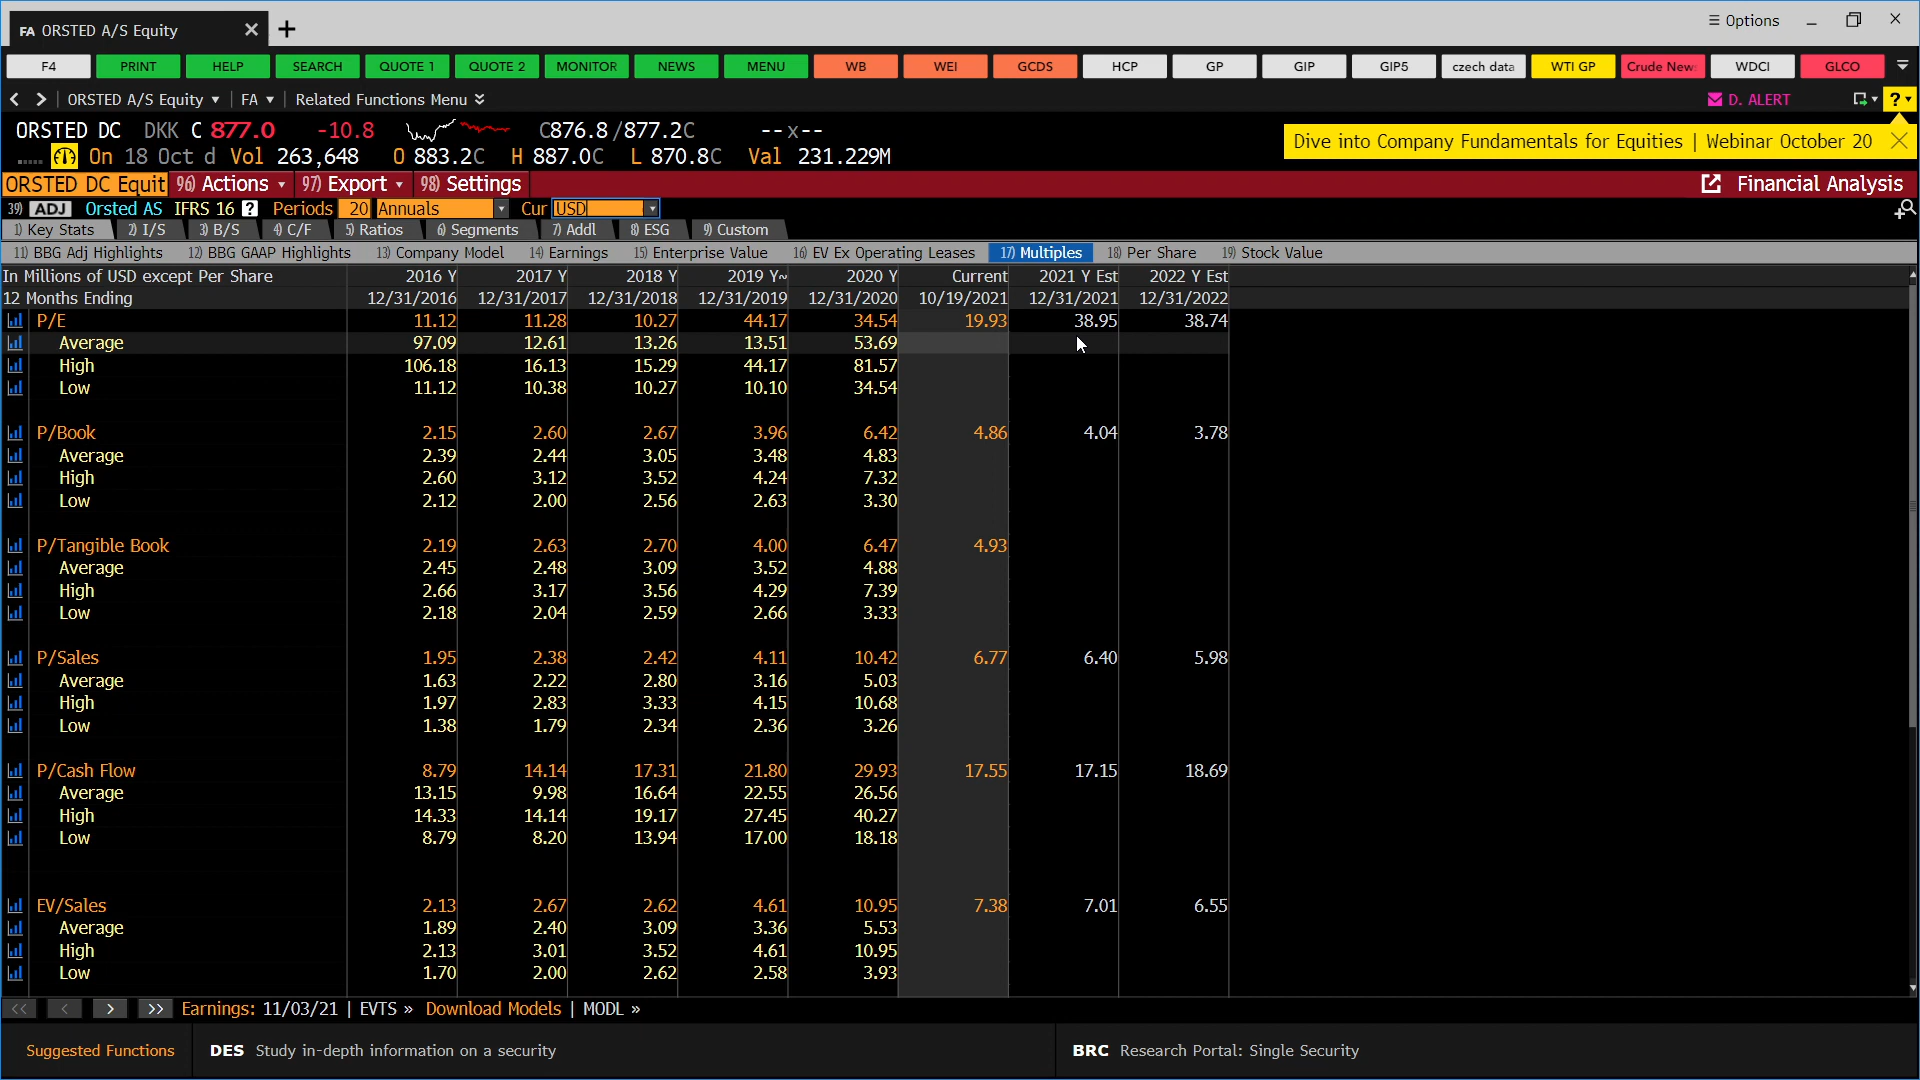 FA ORSTED A/S Equity
Options
F4 PRINT HELP SEARCH QUOTE 1 QUOTE 2 MONITOR NEWS MENU WB WEI GCDS HCP GP GIP GIP5 czech data WTI GP Crude New WDCI GLCO
ORSTED A/S Equity FA Related Functions Menu D. ALERT ?
ORSTED DC DKK C 877.0 -10.8 C876.8/877.2C --x--
On 18 Oct d Vol 263,648 O 883.2C H 887.0C L 870.8C Val 231.229M
Dive into Company Fundamentals for Equities | Webinar October 20
ORSTED DC Equit 96) Actions 97) Export 98) Settings Financial Analysis
39) ADJ Orsted AS IFRS 16 ? Periods 20 Annuals Cur USD
1) Key Stats 2) I/S 3) B/S 4) C/F 5) Ratios 6) Segments 7) Addl 8) ESG 9) Custom
11) BBG Adj Highlights 12) BBG GAAP Highlights 13) Company Model 14) Earnings 15) Enterprise Value 16) EV Ex Operating Leases 17) Multiples 18) Per Share 19) Stock Value
In Millions of USD except Per Share 2016 Y 2017 Y 2018 Y 2019 Y 2020 Y Current 2021 Y Est 2022 Y Est
12 Months Ending 12/31/2016 12/31/2017 12/31/2018 12/31/2019 12/31/2020 10/19/2021 12/31/2021 12/31/2022
P/E 11.12 11.28 10.27 44.17 34.54 19.93 38.95 38.74
Average 97.09 12.61 13.26 13.51 53.69
High 106.18 16.13 15.29 44.17 81.57
Low 11.12 10.38 10.27 10.10 34.54
P/Book 2.15 2.60 2.67 3.96 6.42 4.86 4.04 3.78
Average 2.39 2.44 3.05 3.48 4.83
High 2.60 3.12 3.52 4.24 7.32
Low 2.12 2.00 2.56 2.63 3.30
P/Tangible Book 2.19 2.63 2.70 4.00 6.47 4.93
Average 2.45 2.48 3.09 3.52 4.88
High 2.66 3.17 3.56 4.29 7.39
Low 2.18 2.04 2.59 2.66 3.33
P/Sales 1.95 2.38 2.42 4.11 10.42 6.77 6.40 5.98
Average 1.63 2.22 2.80 3.16 5.03
High 1.97 2.83 3.33 4.15 10.68
Low 1.38 1.79 2.34 2.36 3.26
P/Cash Flow 8.79 14.14 17.31 21.80 29.93 17.55 17.15 18.69
Average 13.15 9.98 16.64 22.55 26.56
High 14.33 14.14 19.17 27.45 40.27
Low 8.79 8.20 13.94 17.00 18.18
EV/Sales 2.13 2.67 2.62 4.61 10.95 7.38 7.01 6.55
Average 1.89 2.40 3.09 3.36 5.53
High 2.13 3.01 3.52 4.61 10.95
Low 1.70 2.00 2.62 2.58 3.93
Earnings: 11/03/21 | EVTS » Download Models | MODL »
Suggested Functions DES Study in-depth information on a security BRC Research Portal: Single Security